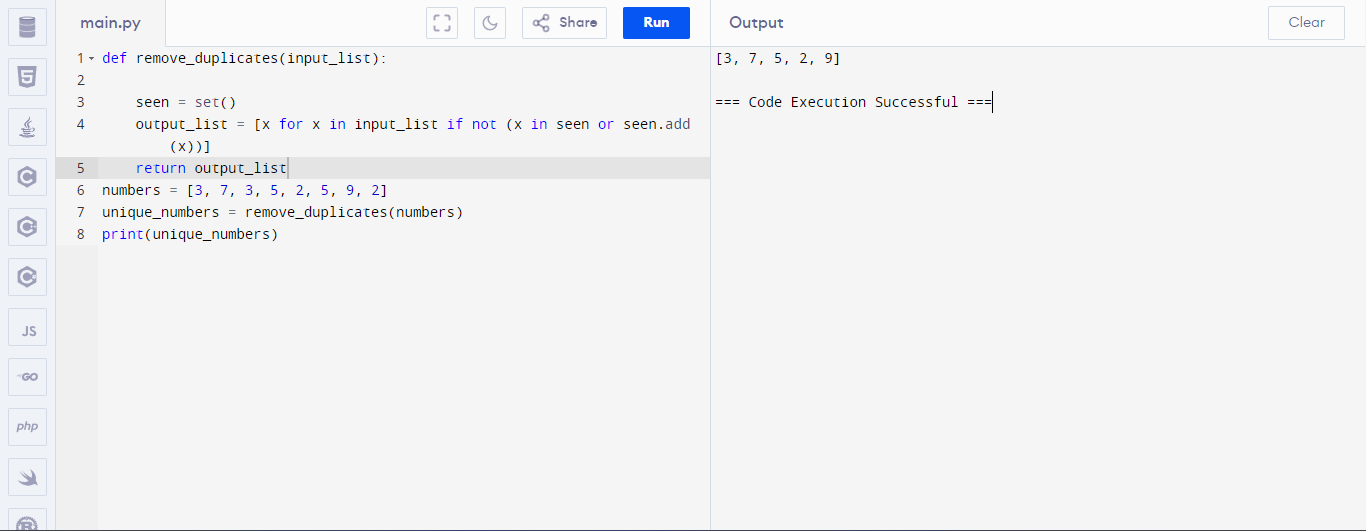 main.py
Share
Run
Output
Clear
1 def remove_duplicates(input_list):
2
3 seen = set()
4 output_list = [x for x in input_list if not (x in seen or seen.add
(x))]
5 return output_list
6 numbers = [3, 7, 3, 5, 2, 5, 9, 2]
7 unique_numbers = remove_duplicates(numbers)
8 print(unique_numbers)
[3, 7, 5, 2, 9]
=== Code Execution Successful ===
5
C
C
C
JS
GO
php
R